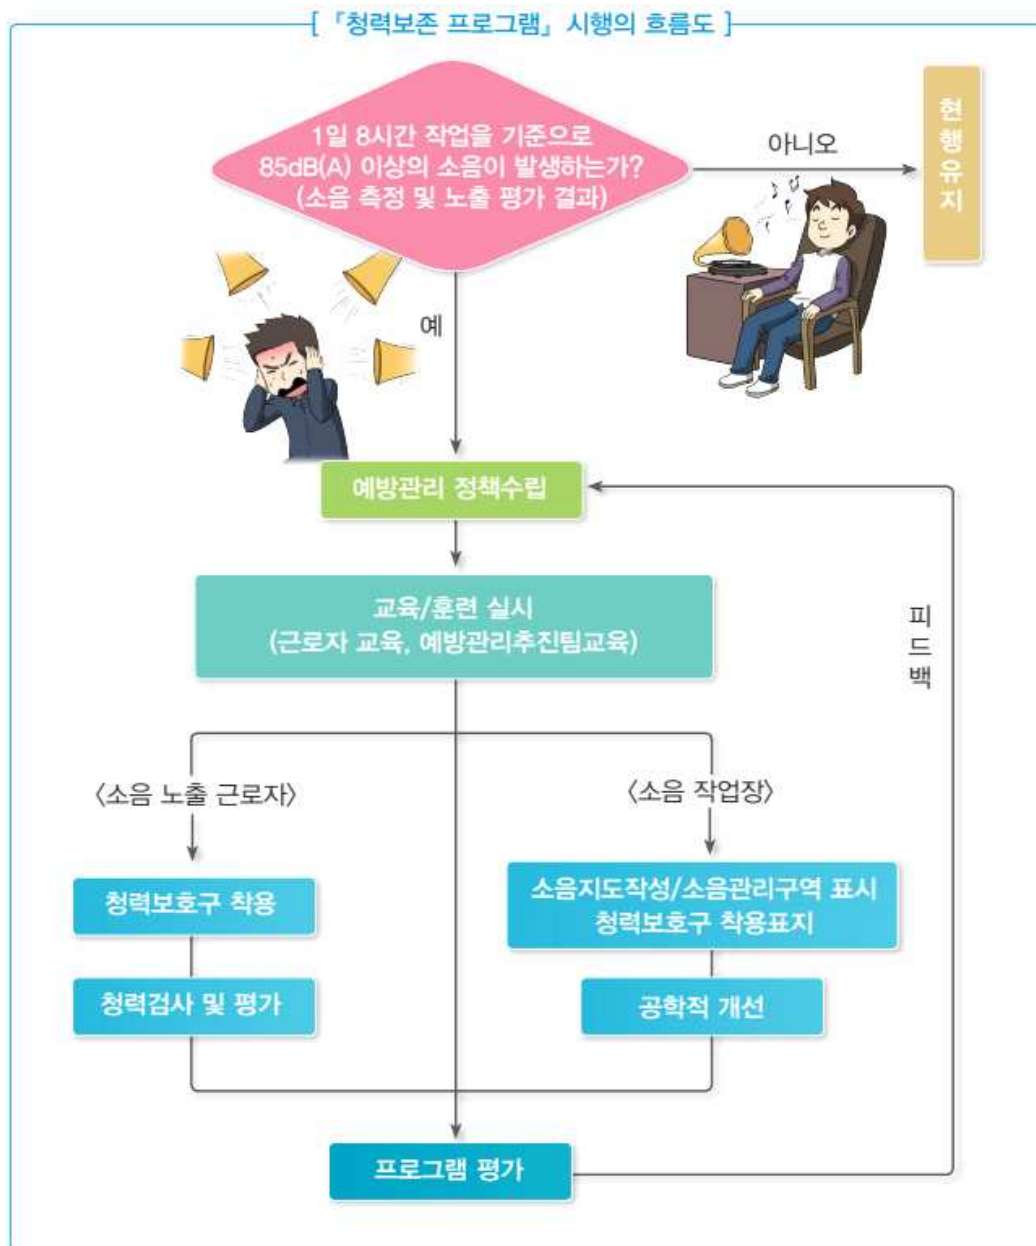 [ 『청력보존 프로그램』 시행의 흐름도 ]
1일 8시간 작업을 기준으로
85dB(A) 이상의 소음이 발생하는가?
(소음 측정 및 노출 평가 결과)
아니오
현행유지
예
예방관리 정책수립
교육/훈련 실시
(근로자 교육, 예방관리추진팀교육)
피드백
〈소음 노출 근로자〉
〈소음 작업장〉
청력보호구 착용
소음지도작성/소음관리구역 표시
청력보호구 착용표지
청력검사 및 평가
공학적 개선
프로그램 평가